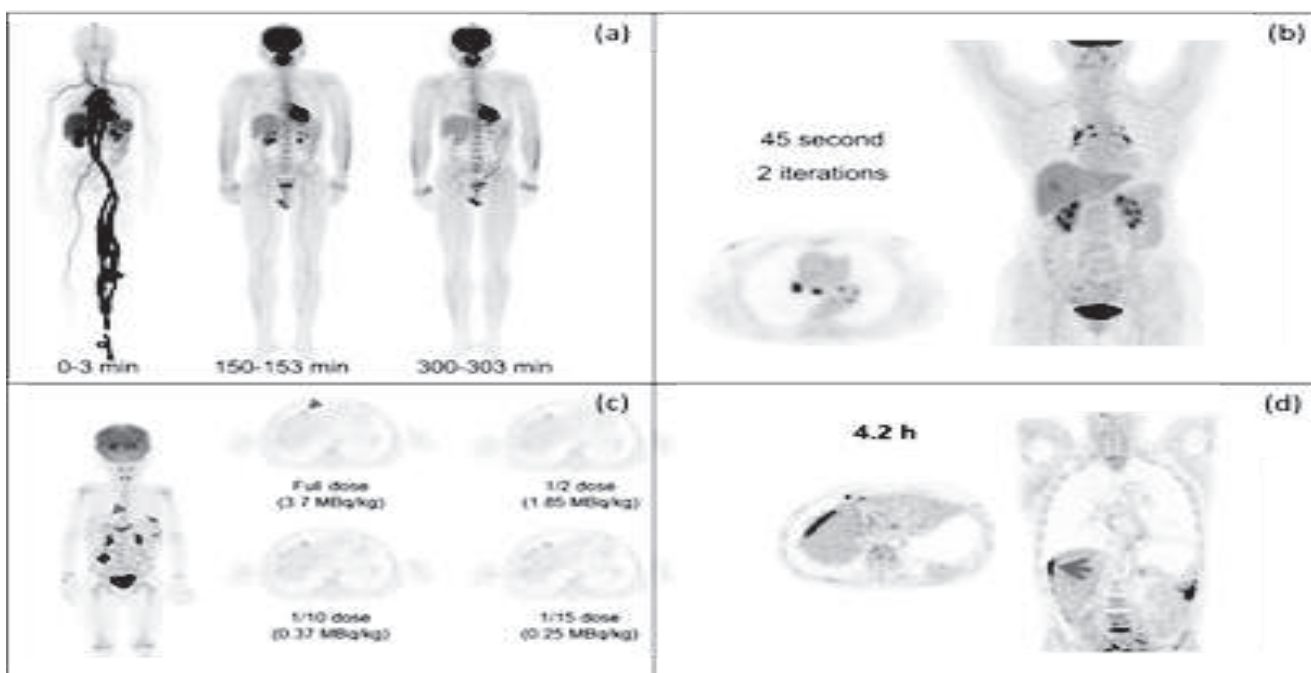 (a)
0-3 min
150-153 min
300-303 min
(b)
45 second
2 iterations
(c)
Full dose
(3.7 MBq/kg)
1/2 dose
(1.85 MBq/kg)
1/10 dose
(0.37 MBq/kg)
1/15 dose
(0.25 MBq/kg)
(d)
4.2 h